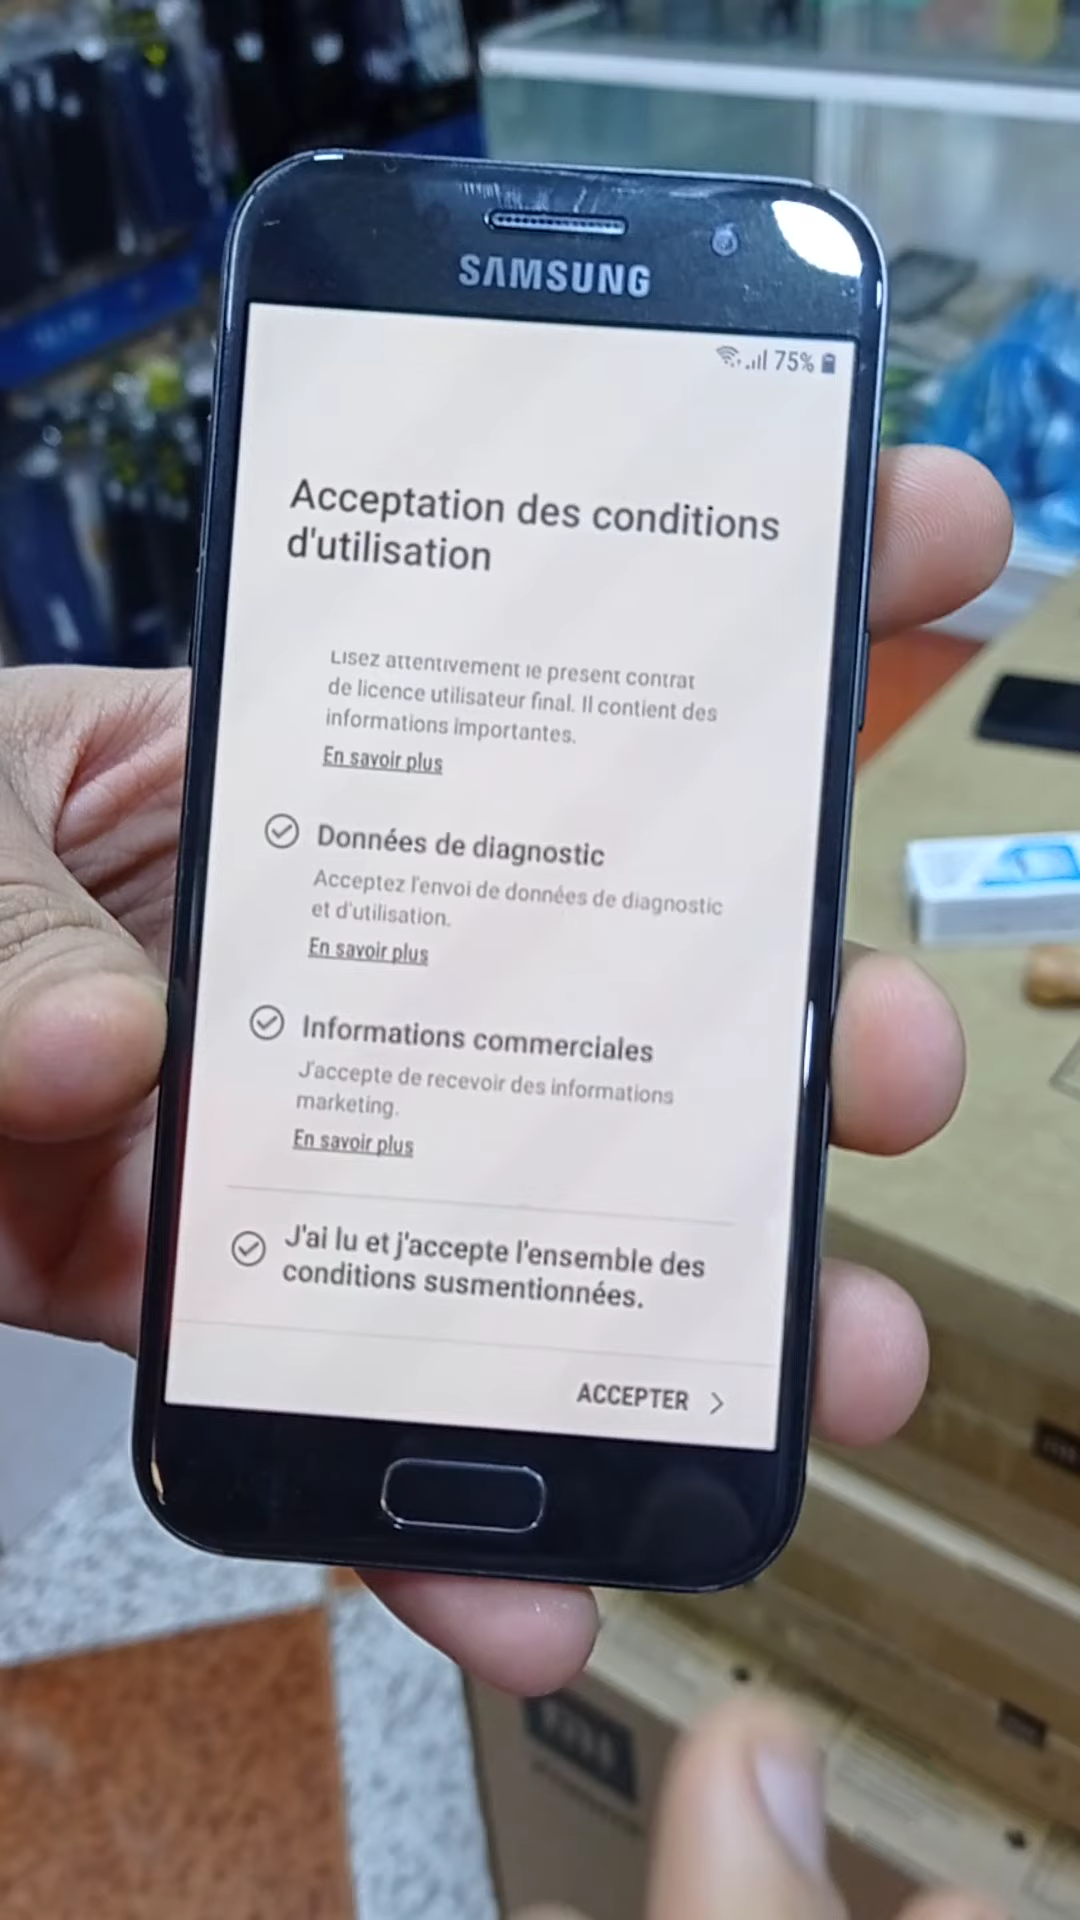 SAMSUNG
75%
Acceptation des conditions
d'utilisation
Lisez attentivement le présent contrat
de licence utilisateur final. Il contient des
informations importantes.
En savoir plus
Données de diagnostic
Acceptez l'envoi de données de diagnostic
et d'utilisation.
En savoir plus
Informations commerciales
J'accepte de recevoir des informations
marketing.
En savoir plus
J'ai lu et j'accepte l'ensemble des
conditions susmentionnées.
ACCEPTER
mi